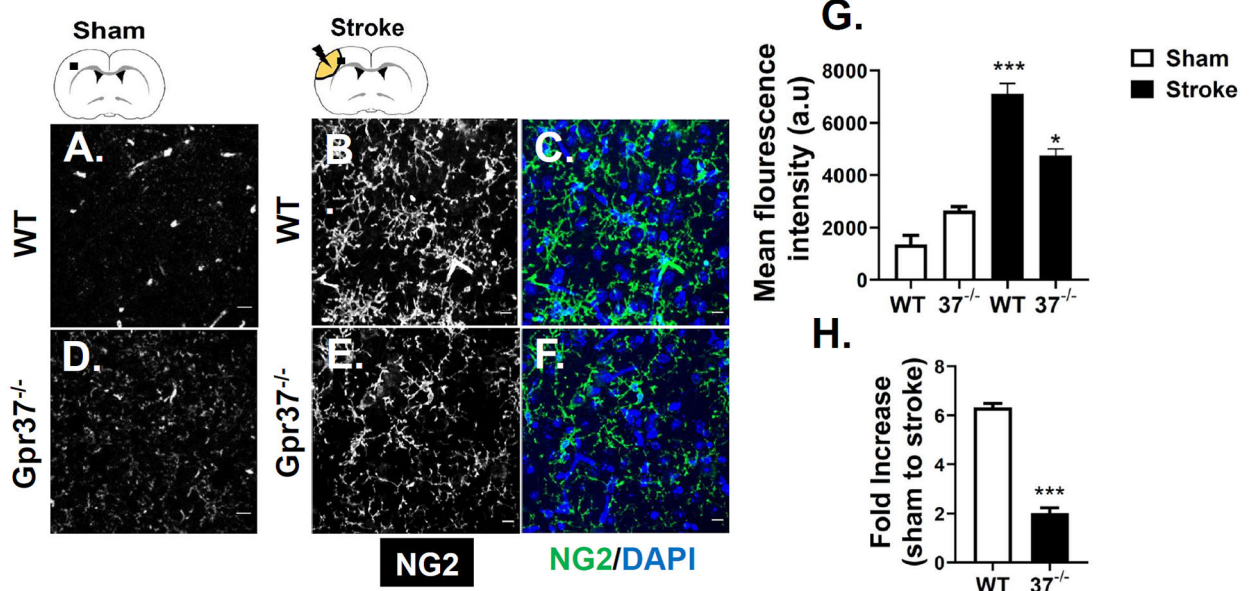 Sham
Stroke
A.
B.
C.
WT
WT
D.
E.
F.
Gpr37-/-
Gpr37-/-
NG2
NG2/DAPI
G.
Mean flourescence
intensity (a.u)
8000
6000
4000
2000
0
***
*
WT 37-/- WT 37-/-
Sham
Stroke
H.
Fold Increase
(sham to stroke)
8
6
4
2
0
***
WT 37-/-